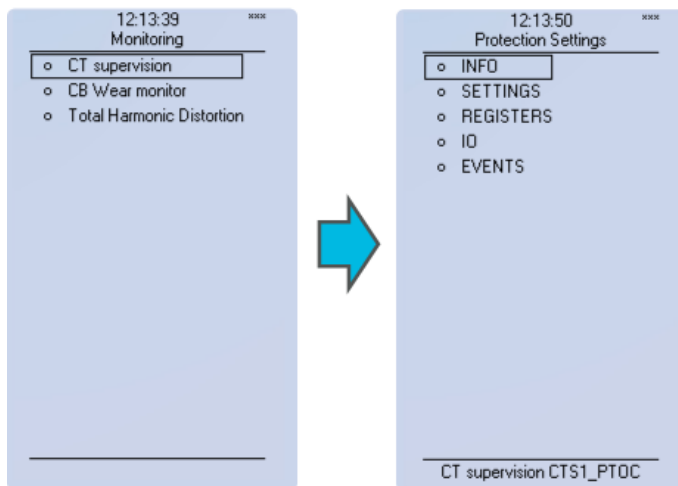 12:13:39 ×××
Monitoring
CT supervision
CB Wear monitor
Total Harmonic Distortion
12:13:50 ×××
Protection Settings
INFO
SETTINGS
REGISTERS
IO
EVENTS
CT supervision CTS1_PTOC